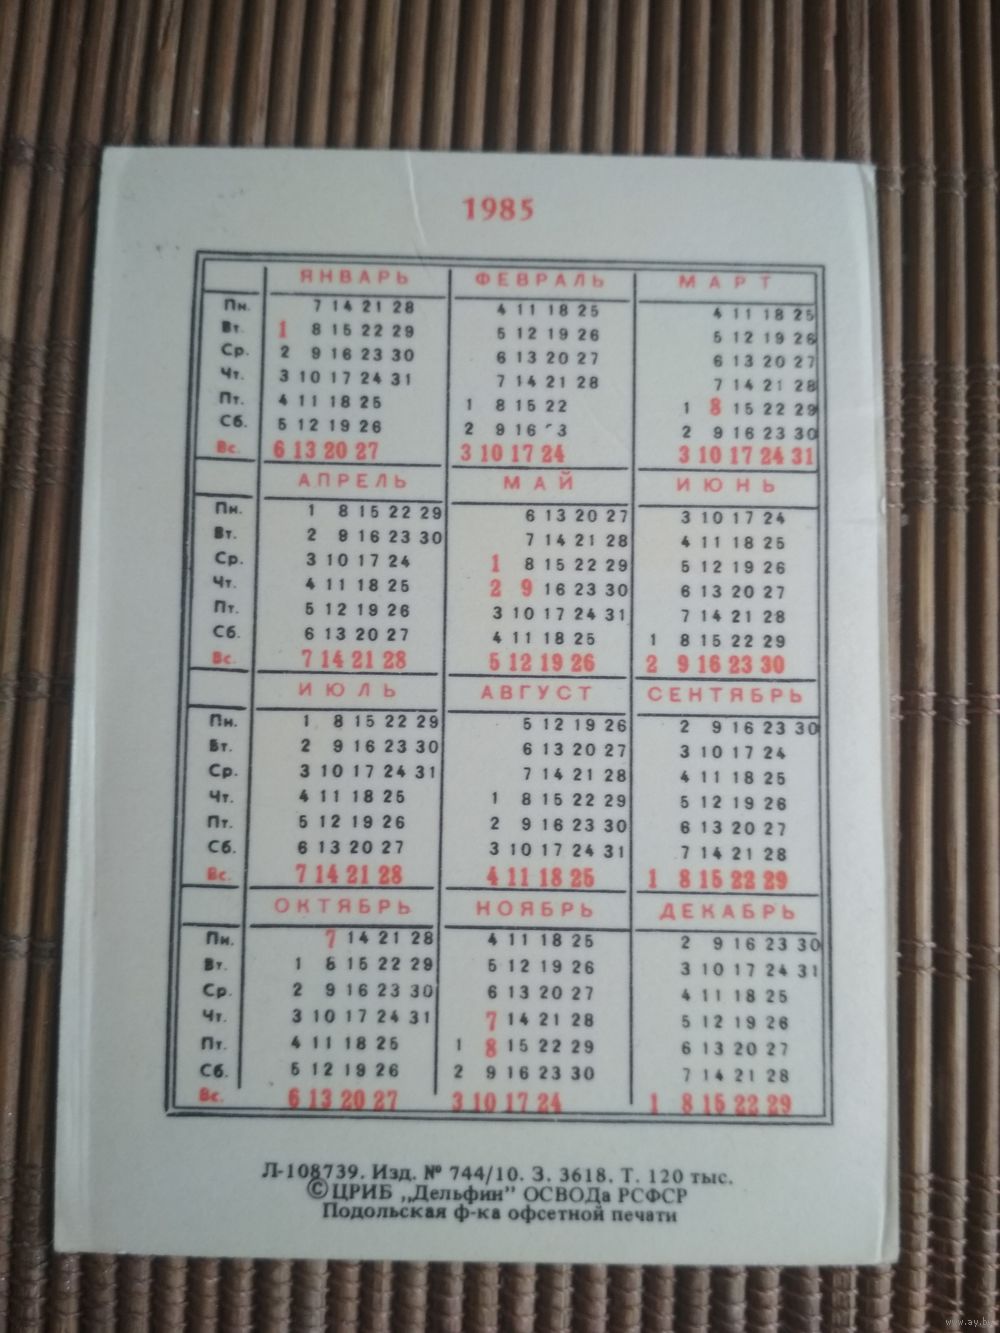 1985
ЯНВАРЬ ФЕВРАЛЬ МАРТ
Пн. 7 14 21 28 4 11 18 25 4 11 18 25
Вт. 1 8 15 22 29 5 12 19 26 5 12 19 26
Ср. 2 9 16 23 30 6 13 20 27 6 13 20 27
Чт. 3 10 17 24 31 7 14 21 28 7 14 21 28
Пт. 4 11 18 25 1 8 15 22 1 8 15 22 29
Сб. 5 12 19 26 2 9 16 3 2 9 16 23 30
Вс. 6 13 20 27 3 10 17 24 3 10 17 24 31
АПРЕЛЬ МАЙ ИЮНЬ
Пн. 1 8 15 22 29 6 13 20 27 3 10 17 24
Вт. 2 9 16 23 30 7 14 21 28 4 11 18 25
Ср. 3 10 17 24 1 8 15 22 29 5 12 19 26
Чт. 4 11 18 25 2 9 16 23 30 6 13 20 27
Пт. 5 12 19 26 3 10 17 24 31 7 14 21 28
Сб. 6 13 20 27 4 11 18 25 1 8 15 22 29
Вс. 7 14 21 28 5 12 19 26 2 9 16 23 30
ИЮЛЬ АВГУСТ СЕНТЯБРЬ
Пн. 1 8 15 22 29 5 12 19 26 2 9 16 23 30
Вт. 2 9 16 23 30 6 13 20 27 3 10 17 24
Ср. 3 10 17 24 31 7 14 21 28 4 11 18 25
Чт. 4 11 18 25 1 8 15 22 29 5 12 19 26
Пт. 5 12 19 26 2 9 16 23 30 6 13 20 27
Сб. 6 13 20 27 3 10 17 24 31 7 14 21 28
Вс. 7 14 21 28 4 11 18 25 1 8 15 22 29
ОКТЯБРЬ НОЯБРЬ ДЕКАБРЬ
Пн. 7 14 21 28 4 11 18 25 2 9 16 23 30
Вт. 1 8 15 22 29 5 12 19 26 3 10 17 24 31
Ср. 2 9 16 23 30 6 13 20 27 4 11 18 25
Чт. 3 10 17 24 31 7 14 21 28 5 12 19 26
Пт. 4 11 18 25 1 8 15 22 29 6 13 20 27
Сб. 5 12 19 26 2 9 16 23 30 7 14 21 28
Вс. 6 13 20 27 3 10 17 24 1 8 15 22 29
Л-108739. Изд. № 744/10. З. 3618. Т. 120 тыс.
©ЦРИБ „Дельфин" ОСВОДа РСФСР
Подольская ф-ка офсетной печати